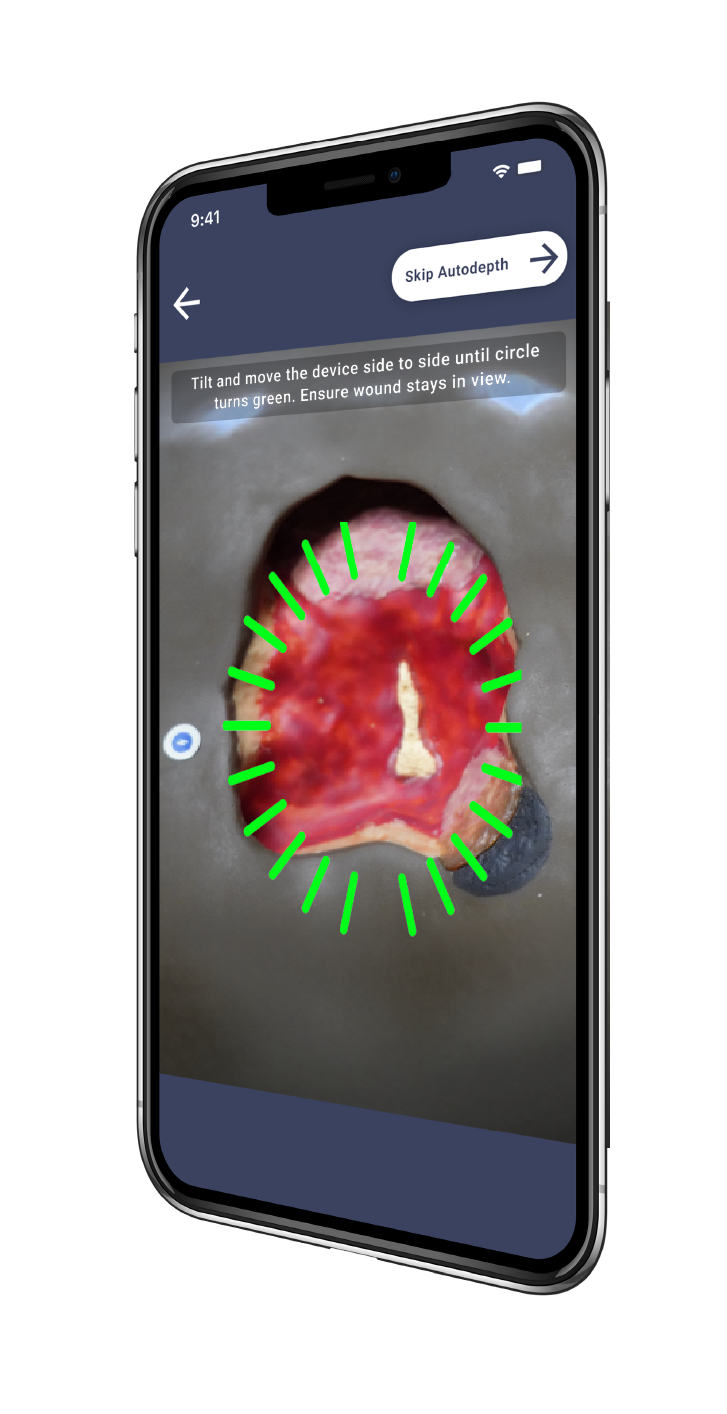 9:41
Skip Autodepth
Tilt and move the device side to side until circle
turns green. Ensure wound stays in view.